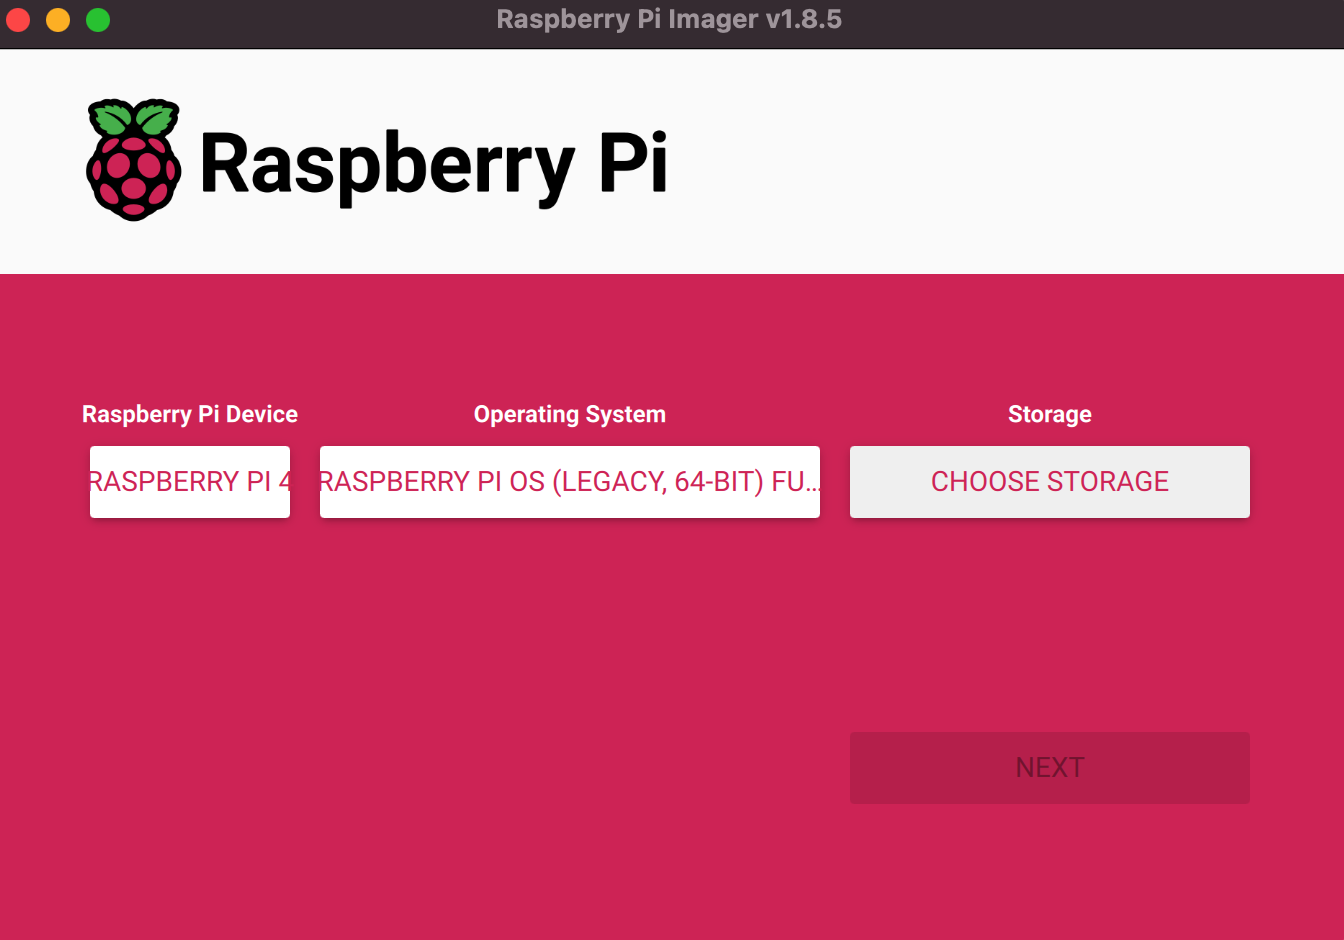 Raspberry Pi Imager v1.8.5
Raspberry Pi
Raspberry Pi Device
Operating System
Storage
RASPBERRY PI 4
RASPBERRY PI OS (LEGACY, 64-BIT) FU...
CHOOSE STORAGE
NEXT